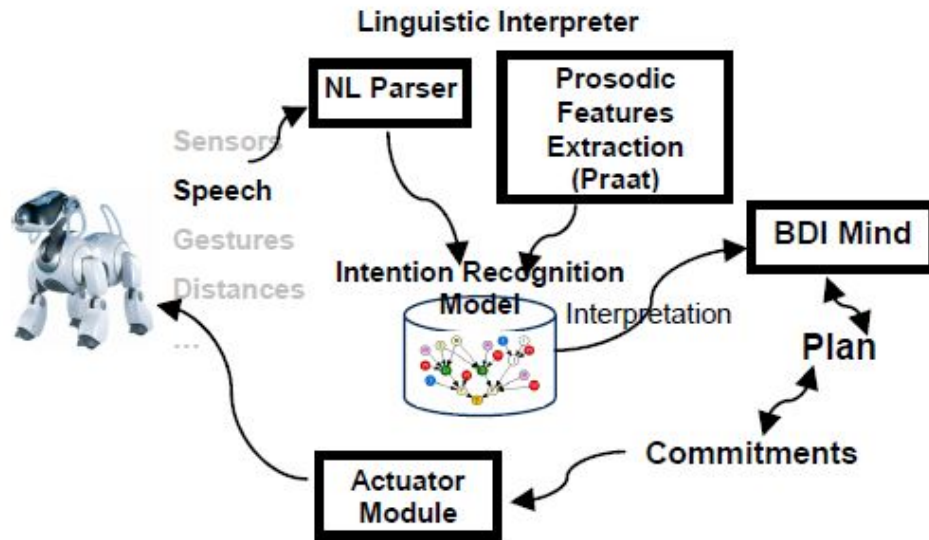 Linguistic Interpreter
NL Parser
Prosodic
Features
Extraction
(Praat)
Sensors
Speech
Gestures
Distances
...
BDI Mind
Intention Recognition
Model
Interpretation
Plan
Commitments
Actuator
Module